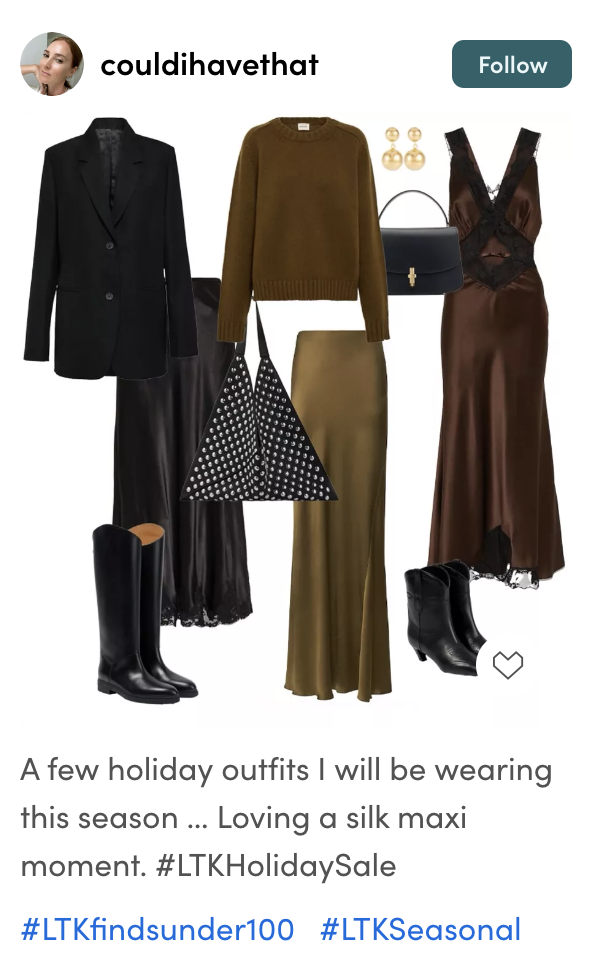 couldihavethat
Follow
A few holiday outfits I will be wearing
this season ... Loving a silk maxi
moment. #LTKHolidaySale
#LTKfindsunder100 #LTKSeasonal